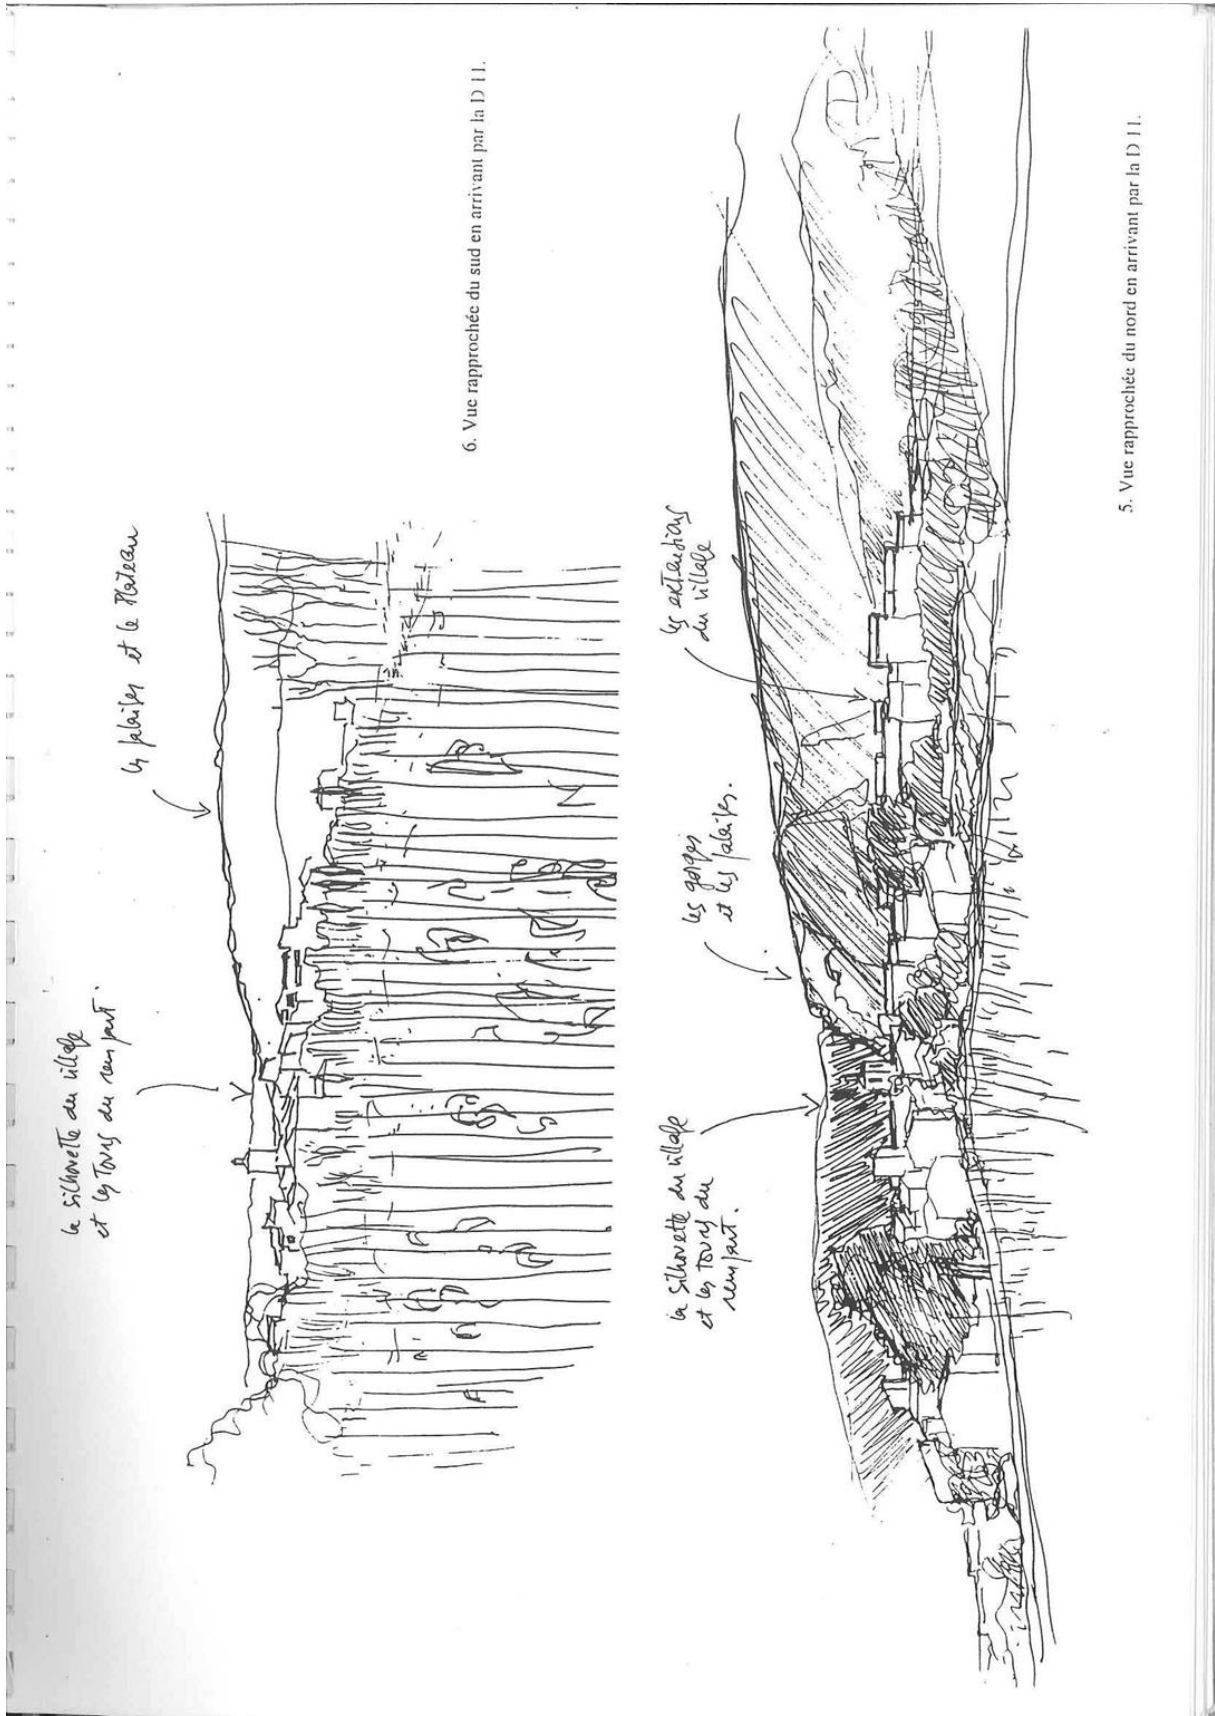 la silhouette du village
et les Tours du rempart.
les falaises et le Plateau
6. Vue rapprochée du sud en arrivant par la D 11.
la silhouette du village
et les Tours du
rempart.
les gorges
et les falaises.
les extensions
du village
5. Vue rapprochée du nord en arrivant par la D 11.